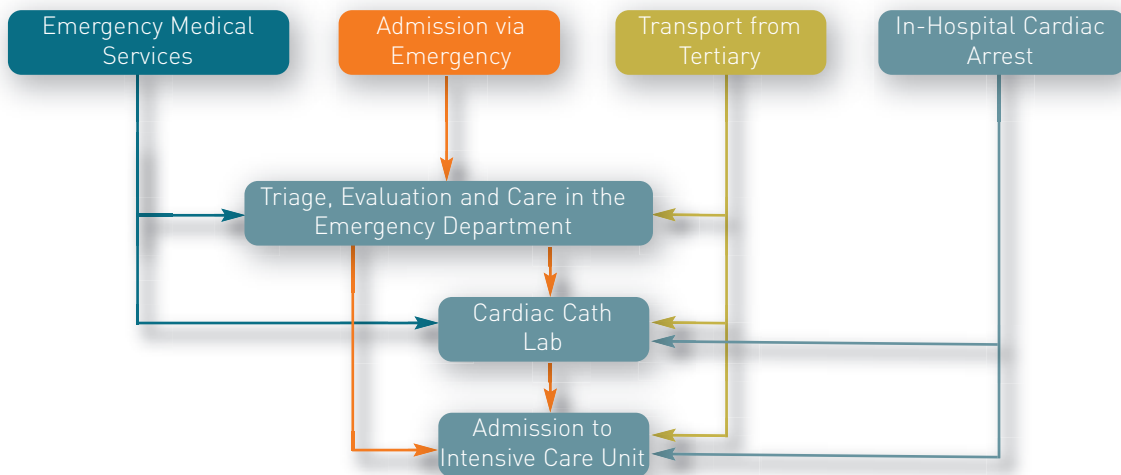 Emergency Medical
Services
Admission via
Emergency
Transport from
Tertiary
In-Hospital Cardiac
Arrest
Triage, Evaluation and Care in the
Emergency Department
Cardiac Cath
Lab
Admission to
Intensive Care Unit